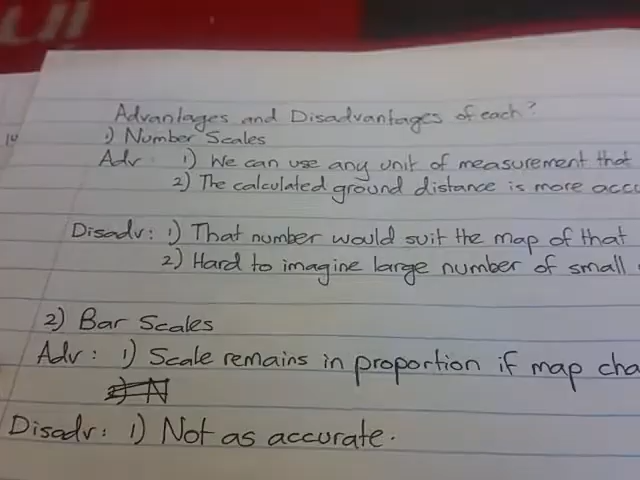 Advantages and Disadvantages of each?
1) Number Scales
Adv: 1) We can use any unit of measurement that
2) The calculated ground distance is more
Disadv: 1) That number would suit the map of that
2) Hard to imagine large number of small
2) Bar Scales
Adv: 1) Scale remains in proportion if map
Disadv: 1) Not as accurate.